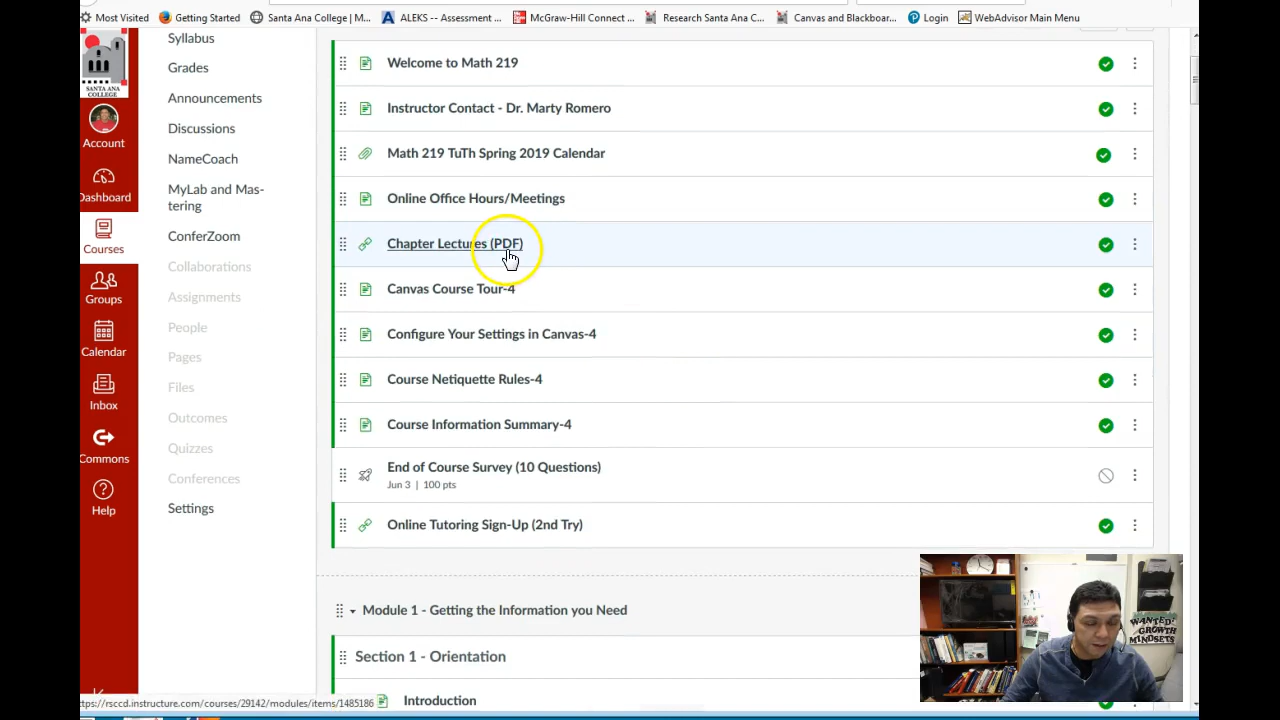 Most Visited
Getting Started
Santa Ana College | M...
ALEKS -- Assessment ...
McGraw-Hill Connect ...
Research Santa Ana C...
Canvas and Blackboar...
Login
WebAdvisor Main Menu
SANTA ANA
COLLEGE
Account
Dashboard
Courses
Groups
Calendar
Inbox
Commons
Help
Syllabus
Grades
Announcements
Discussions
NameCoach
MyLab and Mas-
tering
ConferZoom
Collaborations
Assignments
People
Pages
Files
Outcomes
Quizzes
Conferences
Settings
Welcome to Math 219
Instructor Contact - Dr. Marty Romero
Math 219 TuTh Spring 2019 Calendar
Online Office Hours/Meetings
Chapter Lectures (PDF)
Canvas Course Tour-4
Configure Your Settings in Canvas-4
Course Netiquette Rules-4
Course Information Summary-4
End of Course Survey (10 Questions)
Jun 3 | 100 pts
Online Tutoring Sign-Up (2nd Try)
Module 1 - Getting the Information you Need
Section 1 - Orientation
Introduction
ttps://rsccd.instructure.com/courses/29142/modules/items/1485186
WANTED:
GROWTH
MINDSETS